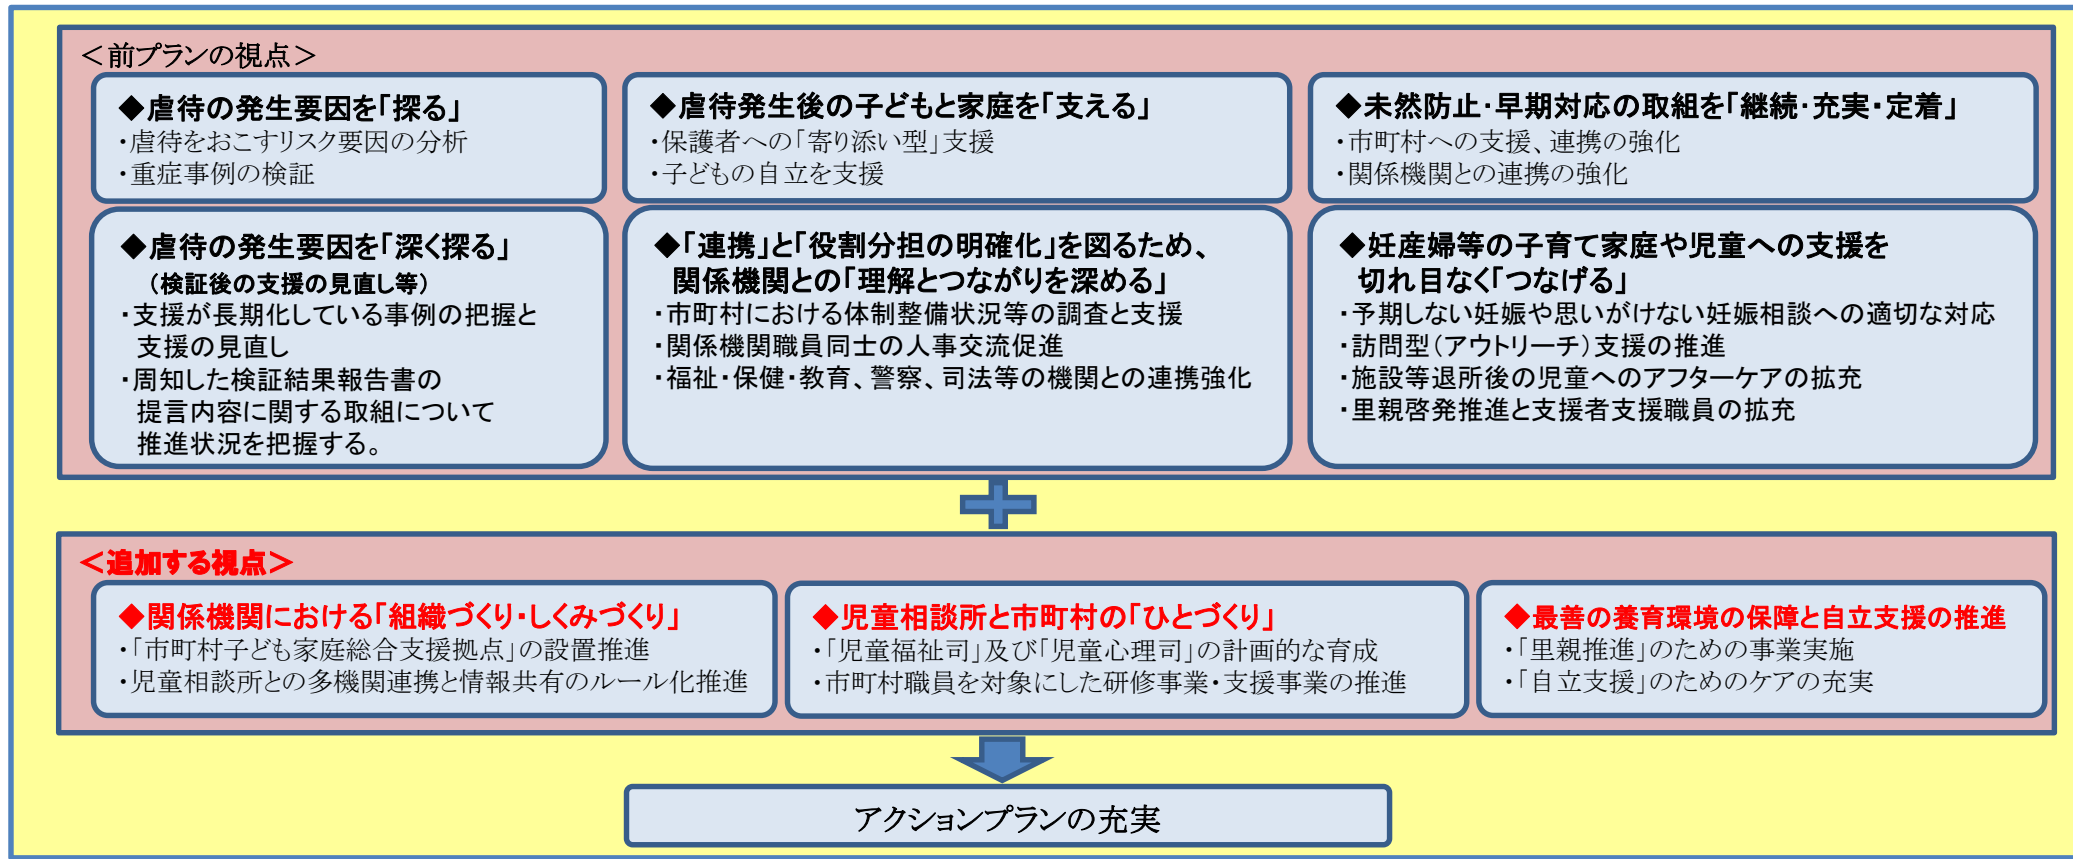 ＜前プランの視点＞
◆虐待の発生要因を「探る」
・虐待をおこすリスク要因の分析
・重症事例の検証
◆虐待発生後の子どもと家庭を「支える」
・保護者への「寄り添い型」支援
・子どもの自立を支援
◆未然防止・早期対応の取組を「継続・充実・定着」
・市町村への支援、連携の強化
・関係機関との連携の強化
◆虐待の発生要因を「深く探る」
（検証後の支援の見直し等）
・支援が長期化している事例の把握と
支援の見直し
・周知した検証結果報告書の
提言内容に関する取組について
推進状況を把握する。
◆「連携」と「役割分担の明確化」を図るため、
関係機関との「理解とつながりを深める」
・市町村における体制整備状況等の調査と支援
・関係機関職員同士の人事交流促進
・福祉・保健・教育、警察、司法等の機関との連携強化
◆妊産婦等の子育て家庭や児童への支援を
切れ目なく「つなげる」
・予期しない妊娠や思いがけない妊娠相談への適切な対応
・訪問型（アウトリーチ）支援の推進
・施設等退所後の児童へのアフターケアの拡充
・里親啓発推進と支援者支援職員の拡充
＜追加する視点＞
◆関係機関における「組織づくり・しくみづくり」
・「市町村子ども家庭総合支援拠点」の設置推進
・児童相談所との多機関連携と情報共有のルール化推進
◆児童相談所と市町村の「ひとづくり」
・「児童福祉司」及び「児童心理司」の計画的な育成
・市町村職員を対象にした研修事業・支援事業の推進
◆最善の養育環境の保障と自立支援の推進
・「里親推進」のための事業実施
・「自立支援」のためのケアの充実
アクションプランの充実